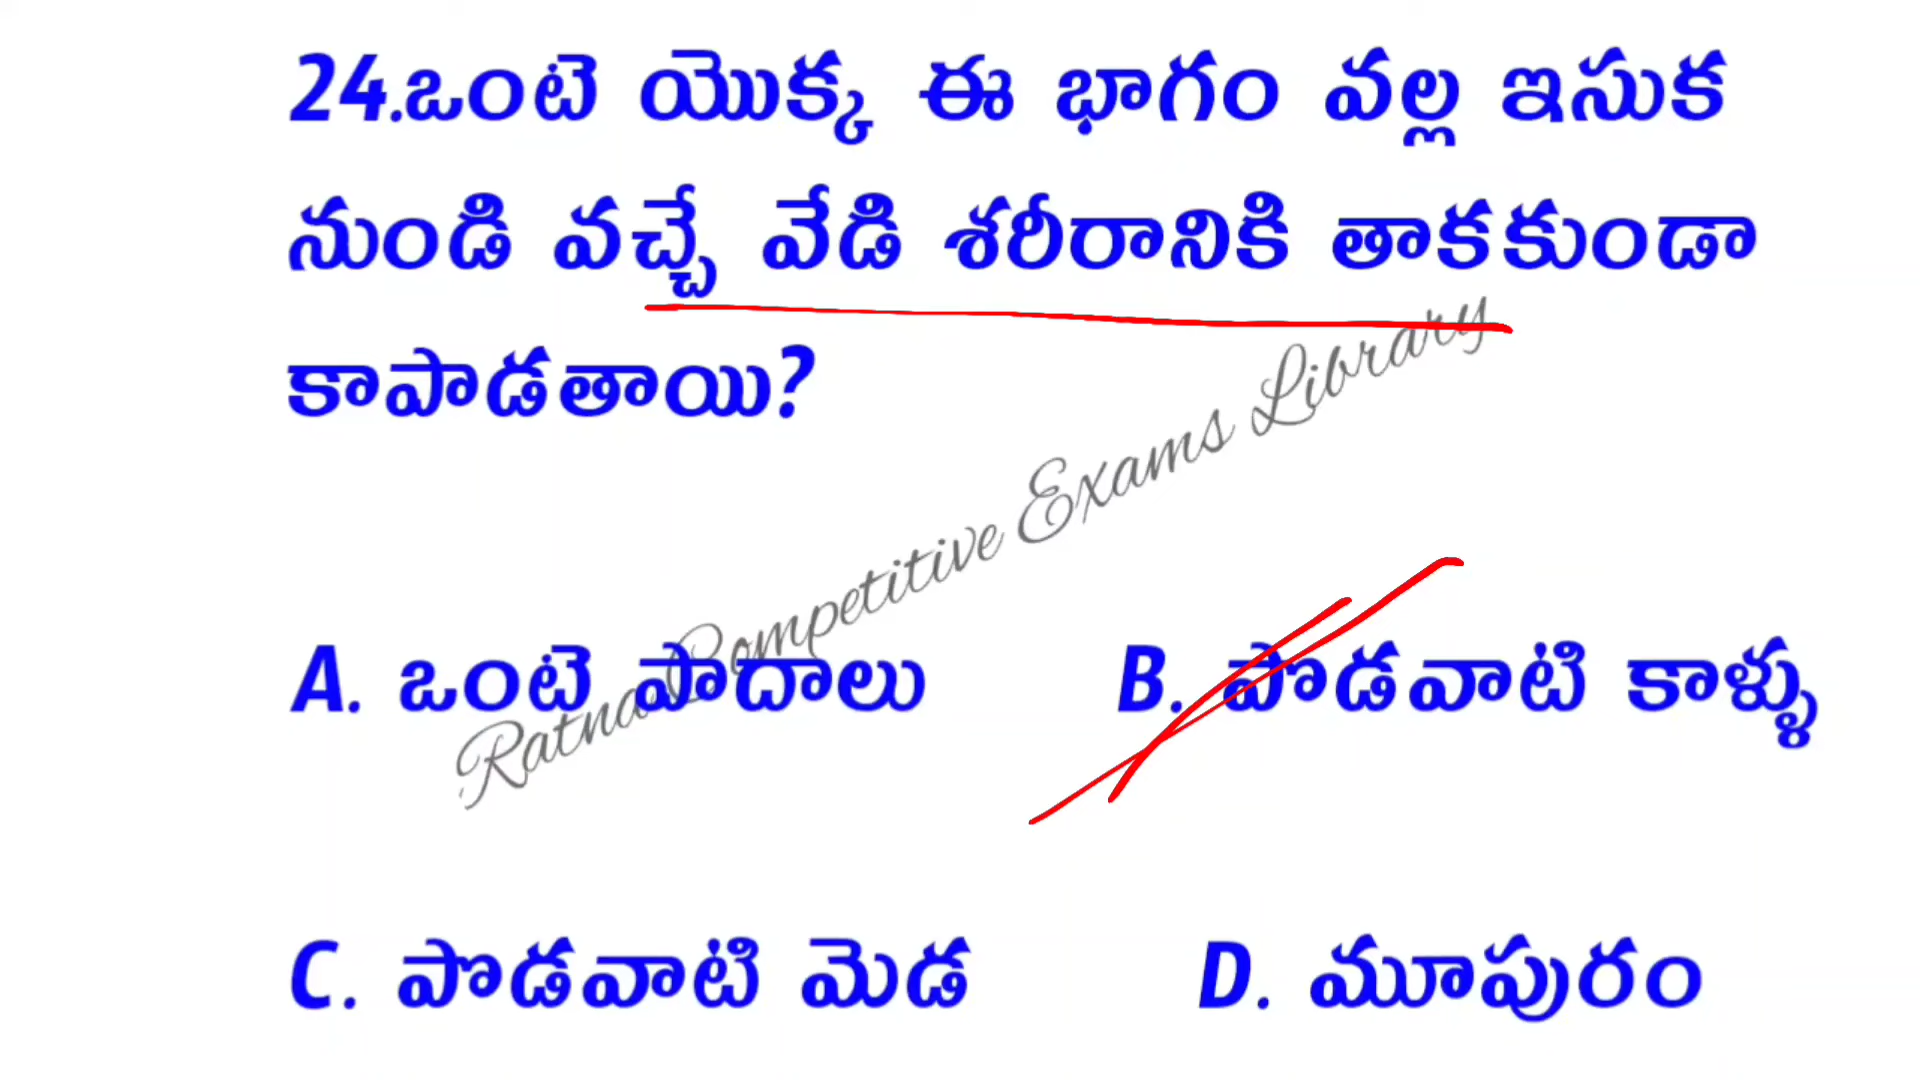 24.ఒంటె యొక్క ఈ భాగం వల్ల ఇసుక
నుండి వచ్చే వేడి శరీరానికి తాకకుండా
కాపాడతాయి?
Ratna Competitive Exams Library
A. ఒంటె పాదాలు B. పొడవాటి కాళ్ళు
C. పొడవాటి మెడ D. మూపురం